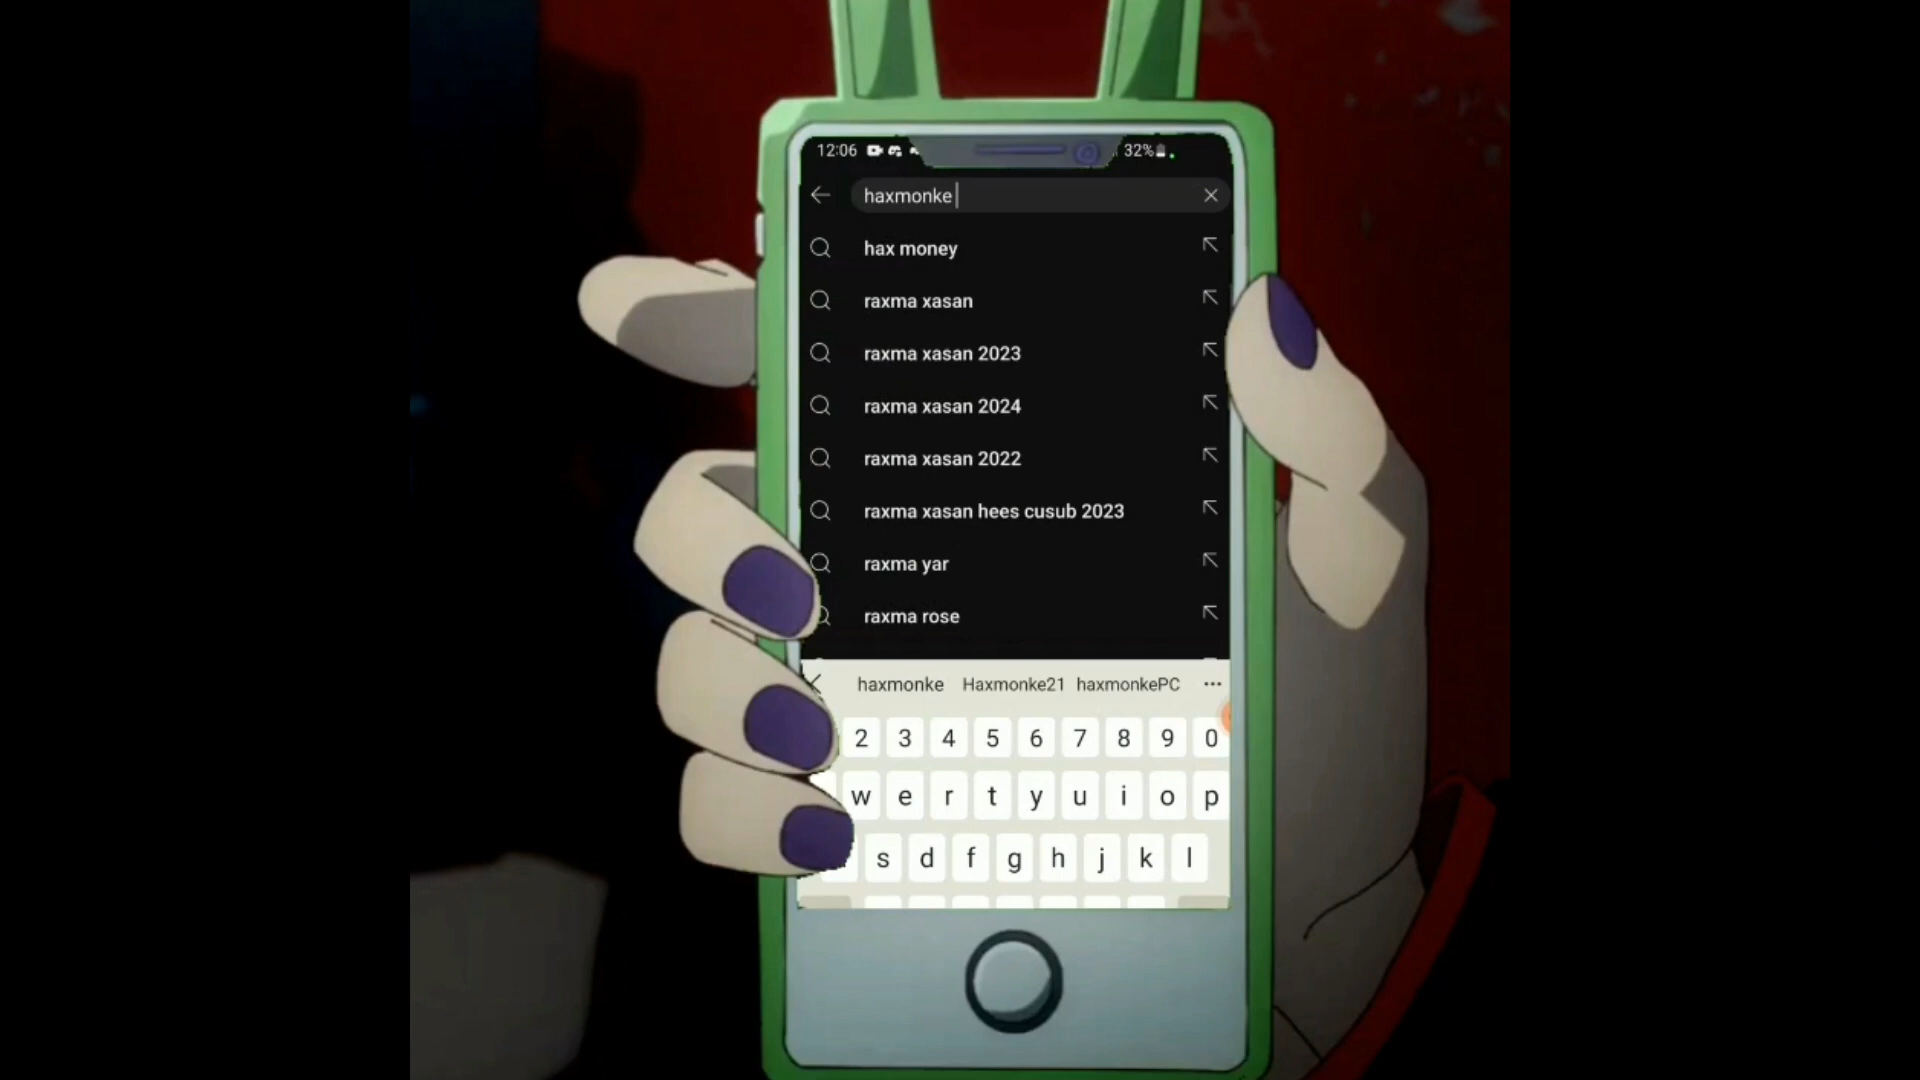 12:06 32%
haxmonke
hax money
raxma xasan
raxma xasan 2023
raxma xasan 2024
raxma xasan 2022
raxma xasan hees cusub 2023
raxma yar
raxma rose
haxmonke Haxmonke21 haxmonkePC
2 3 4 5 6 7 8 9 0
w e r t y u i o p
s d f g h j k l